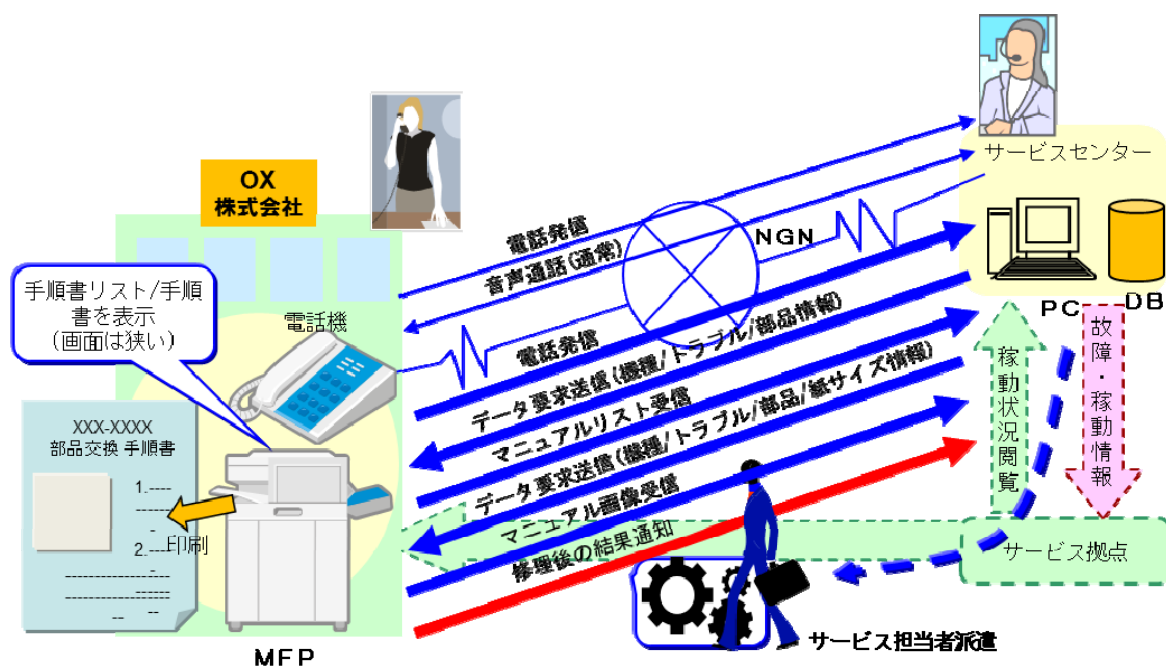 OX
株式会社
サービスセンター
電話発信
音声通話(通常)
NGN
手順書リスト/手順
書を表示
(画面は狭い)
電話機
PC
DB
電話発信
データ要求送信(機種/トラブル/部品情報)
マニュアルリスト受信
データ要求送信(機種/トラブル/部品/紙サイズ情報)
マニュアル画像受信
修理後の結果通知
稼動状況閲覧
故障・稼動情報
XXX-XXXX
部品交換 手順書
1.----
2.----
印刷
サービス拠点
サービス担当者派遣
MFP